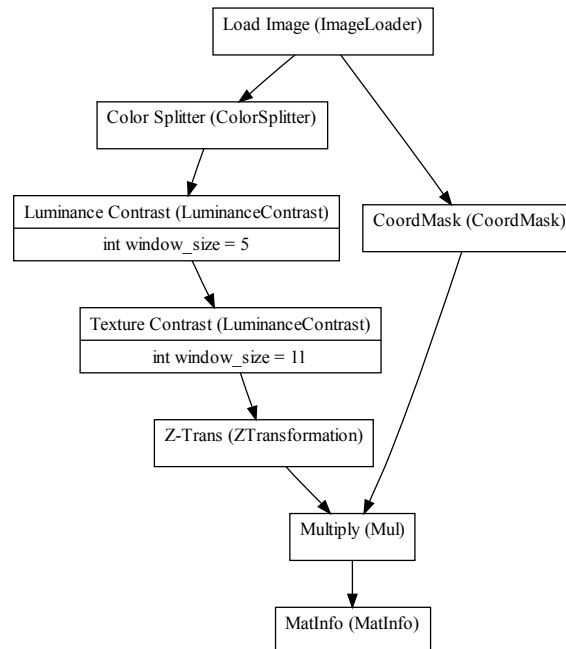 Load Image (ImageLoader)
Color Splitter (ColorSplitter)
Luminance Contrast (LuminanceContrast)
int window_size = 5
CoordMask (CoordMask)
Texture Contrast (LuminanceContrast)
int window_size = 11
Z-Trans (ZTransformation)
Multiply (Mul)
MatInfo (MatInfo)